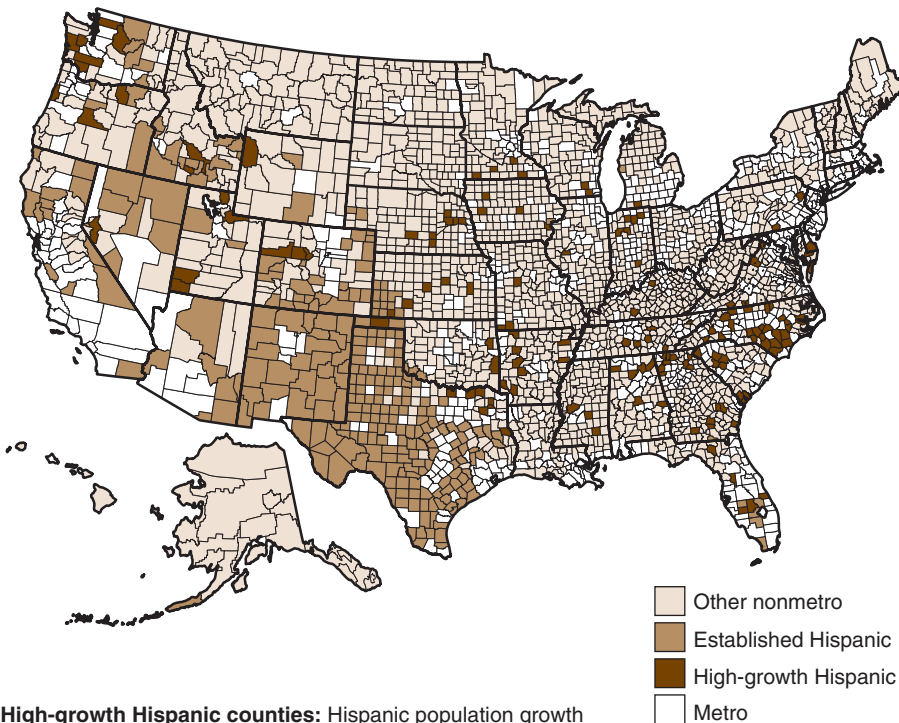 Other nonmetro
Established Hispanic
High-growth Hispanic
Metro
High-growth Hispanic counties: Hispanic population growth